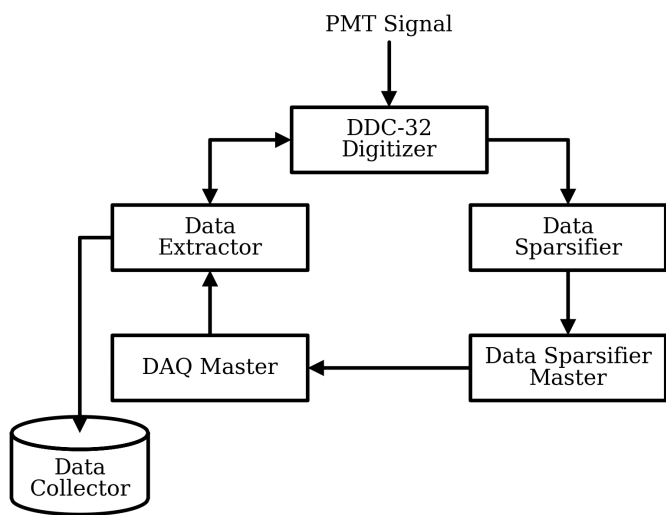 PMT Signal
DDC-32
Digitizer
Data
Extractor
Data
Sparsifier
DAQ Master
Data Sparsifier
Master
Data
Collector